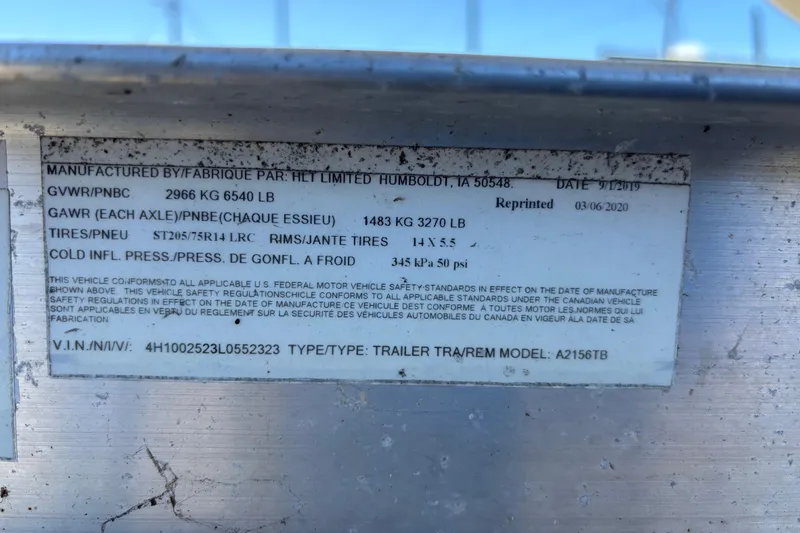 MANUFACTURED BY/FABRIQUE PAR: HLT LIMITED HUMBOLDT, IA 50548. DATE 9/1/2019
GVWR/PNBC 2966 KG 6540 LB Reprinted 03/06/2020
GAWR (EACH AXLE)/PNBE(CHAQUE ESSIEU) 1483 KG 3270 LB
TIRES/PNEU ST205/75R14 LRC RIMS/JANTE TIRES 14 X 5.5
COLD INFL. PRESS./PRESS. DE GONFL. A FROID 345 kPa 50 psi
THIS VEHICLE CONFORMS TO ALL APPLICABLE U.S. FEDERAL MOTOR VEHICLE SAFETY STANDARDS IN EFFECT ON THE DATE OF MANUFACTURE
SHOWN ABOVE. THIS VEHICLE SAFETY REGULATIONSCHICLE CONFORMS TO ALL APPLICABLE STANDARDS UNDER THE CANADIAN VEHICLE
SAFETY REGULATIONS IN EFFECT ON THE DATE OF MANUFACTURE/CE VEHICULE DEST CONFORME À TOUTES MOTOR LES NORMES QUI LUI
SONT APPLICABLES EN VERTU DU REGLEMENT SUR LA SECURITE DES VÉHICULES AUTOMOBILES DU CANADA EN VIGEUR ÀLA DATE DE SA
FABRICATION
V.I.N./N/I/V/: 4H1002523L0552323 TYPE/TYPE: TRAILER TRA/REM MODEL: A2156TB